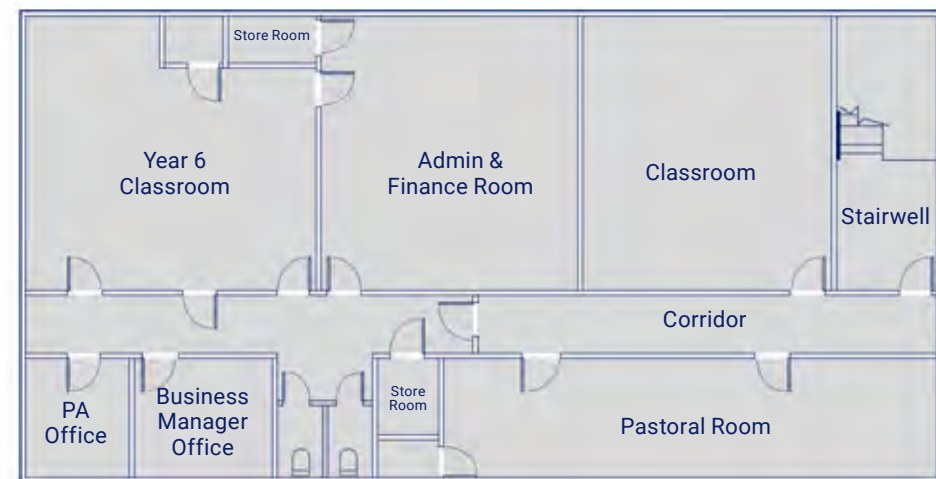 Store Room
Year 6
Classroom
Admin &
Finance Room
Classroom
Stairwell
Corridor
PA
Office
Business
Manager
Office
Store
Room
Pastoral Room